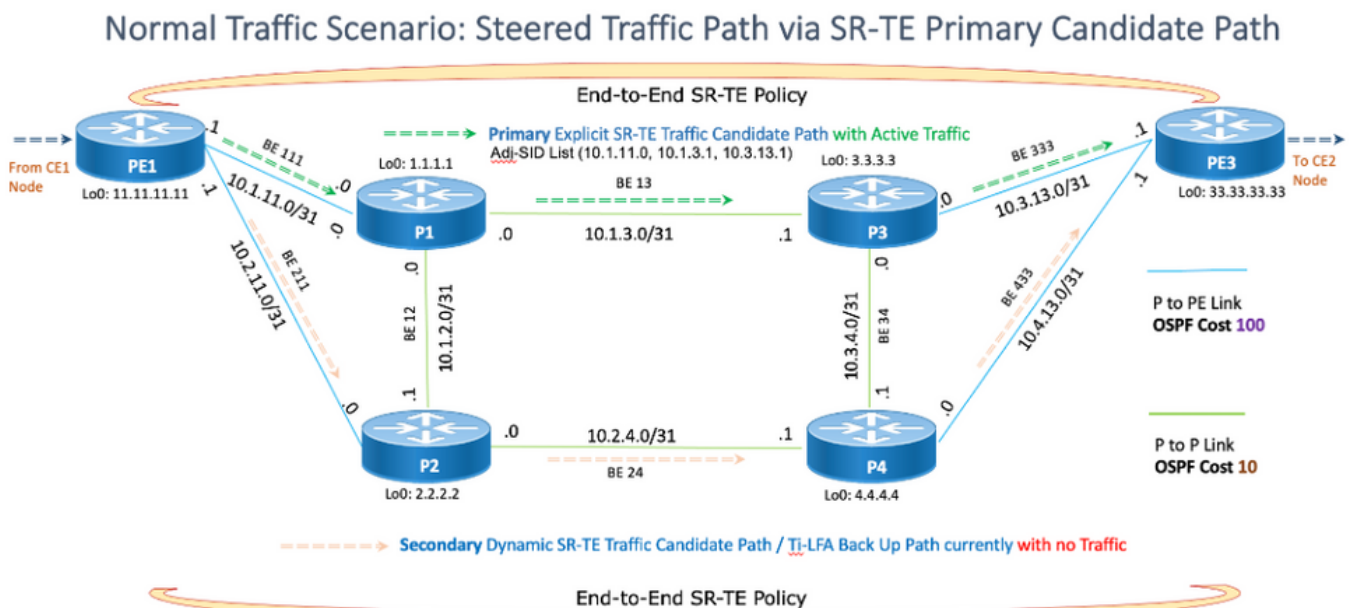 Normal Traffic Scenario: Steered Traffic Path via SR-TE Primary Candidate Path
End-to-End SR-TE Policy
Primary Explicit SR-TE Traffic Candidate Path with Active Traffic
Adj-SID List (10.1.11.0, 10.1.3.1, 10.3.13.1)
From CE1
Node
PE1
Lo0: 11.11.11.11
.1
.1
BE 111
10.1.11.0/31
.0
.0
Lo0: 1.1.1.1
P1
.0
BE 13
10.1.3.0/31
.1
Lo0: 3.3.3.3
P3
.0
BE 333
10.3.13.0/31
.1
.1
PE3
Lo0: 33.33.33.33
To CE2
Node
BE 211
10.2.11.0/31
.0
.0
BE 12
10.1.2.0/31
.1
.0
BE 34
10.3.4.0/31
.1
BE 433
10.4.13.0/31
.0
P to PE Link
OSPF Cost 100
P2
Lo0: 2.2.2.2
.0
10.2.4.0/31
BE 24
.1
P4
Lo0: 4.4.4.4
P to P Link
OSPF Cost 10
Secondary Dynamic SR-TE Traffic Candidate Path / Ti-LFA Back Up Path currently with no Traffic
End-to-End SR-TE Policy